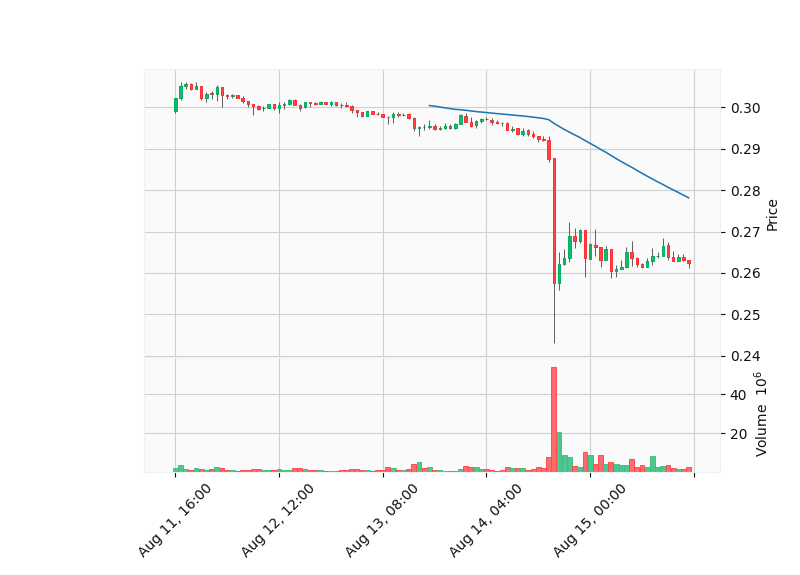 0.30
0.29
0.28
0.27
0.26
0.25
0.24
Price
40
20
Volume 10^6
Aug 11, 16:00
Aug 12, 12:00
Aug 13, 08:00
Aug 14, 04:00
Aug 15, 00:00